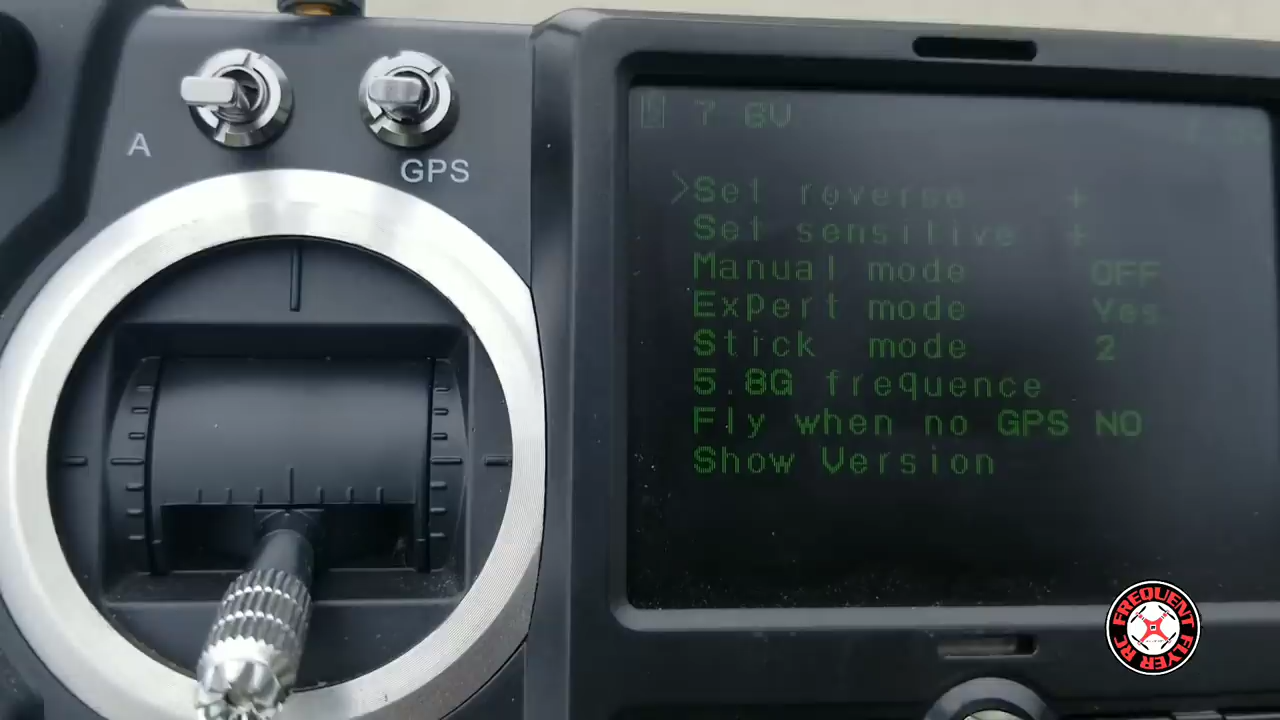 A
GPS
7 6V
>Set reverse +
Set sensitive +
Manual mode OFF
Expert mode Yes
Stick mode 2
5.8G frequence
Fly when no GPS NO
Show Version
FREQUENT
FLYER RC